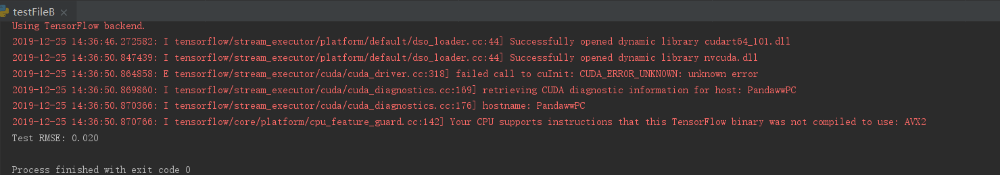 testFileB ×
Using TensorFlow backend.
2019-12-25 14:36:46.272582: I tensorflow/stream_executor/platform/default/dso_loader.cc:44] Successfully opened dynamic library cudart64_101.dll
2019-12-25 14:36:50.847439: I tensorflow/stream_executor/platform/default/dso_loader.cc:44] Successfully opened dynamic library nvcuda.dll
2019-12-25 14:36:50.864858: E tensorflow/stream_executor/cuda/cuda_driver.cc:318] failed call to cuInit: CUDA_ERROR_UNKNOWN: unknown error
2019-12-25 14:36:50.869860: I tensorflow/stream_executor/cuda/cuda_diagnostics.cc:169] retrieving CUDA diagnostic information for host: PandawwPC
2019-12-25 14:36:50.870366: I tensorflow/stream_executor/cuda/cuda_diagnostics.cc:176] hostname: PandawwPC
2019-12-25 14:36:50.870766: I tensorflow/core/platform/cpu_feature_guard.cc:142] Your CPU supports instructions that this TensorFlow binary was not compiled to use: AVX2
Test RMSE: 0.020
Process finished with exit code 0